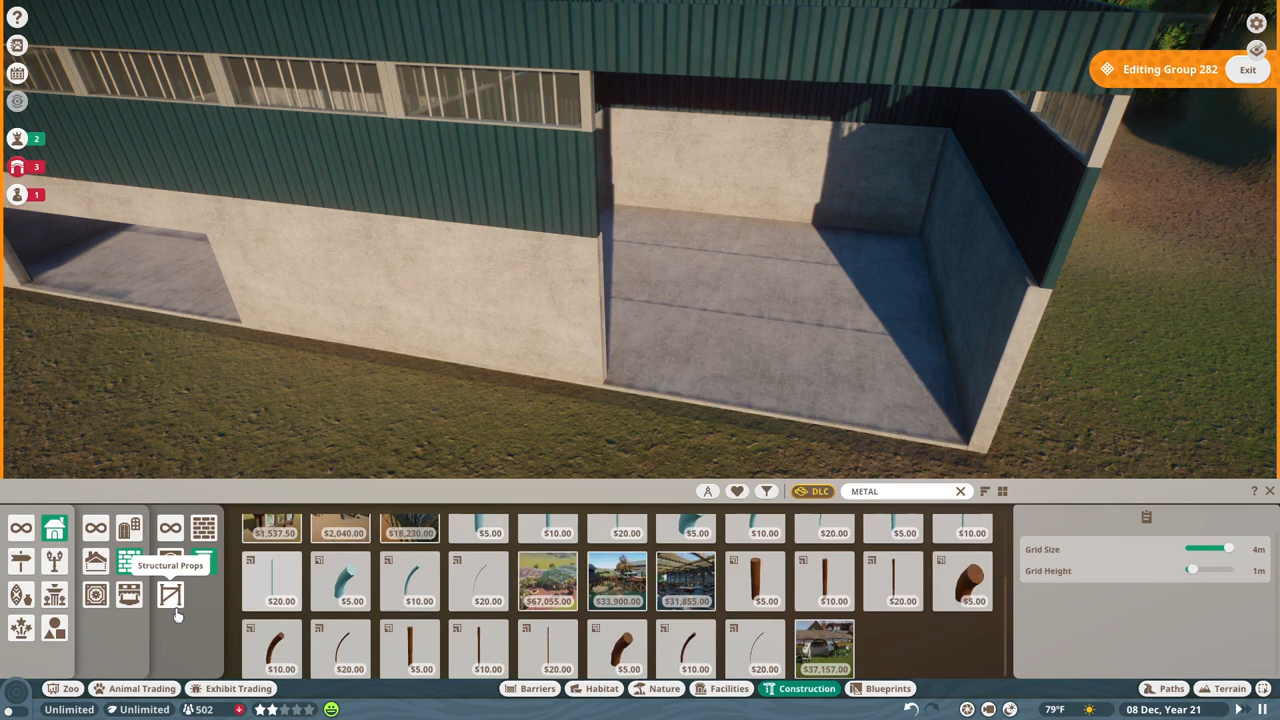 ?
Editing Group 282
Exit
2
3
1
DLC
METAL
?
$1,537.50
$2,040.00
$18,230.00
$5.00
$10.00
$20.00
$5.00
$10.00
$20.00
$5.00
$10.00
Structural Props
$20.00
$5.00
$10.00
$20.00
$67,055.00
$33,900.00
$31,855.00
$5.00
$10.00
$20.00
$5.00
$10.00
$20.00
$5.00
$10.00
$20.00
$5.00
$10.00
$20.00
$37,157.00
Grid Size
4m
Grid Height
1m
Zoo
Animal Trading
Exhibit Trading
Barriers
Habitat
Nature
Facilities
Construction
Blueprints
Paths
Terrain
Unlimited
Unlimited
502
79°F
08 Dec, Year 21